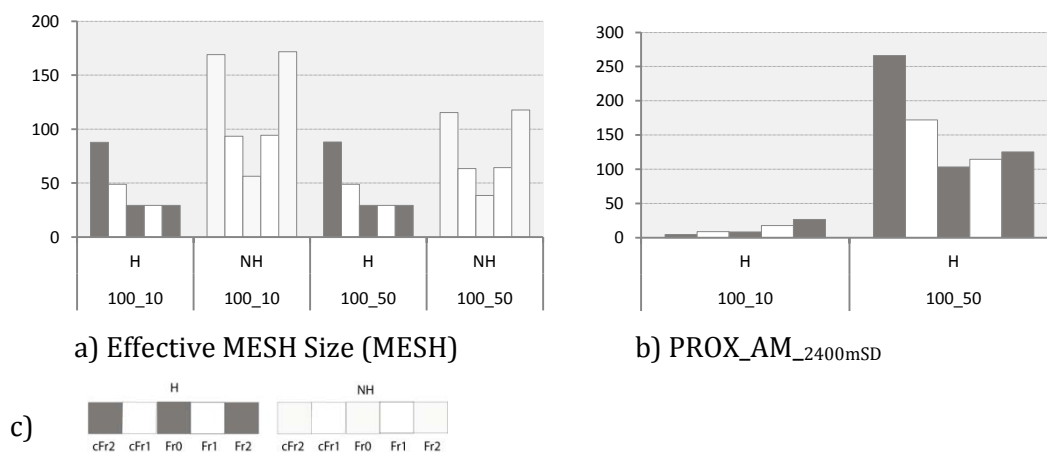 200
150
100
50
0
H NH H NH
100_10 100_10 100_50 100_50
a) Effective MESH Size (MESH)
300
250
200
150
100
50
0
H H
100_10 100_50
b) PROX_AM_2400mSD
c)
H NH
cFr2 cFr1 Fr0 Fr1 Fr2 cFr2 cFr1 Fr0 Fr1 Fr2